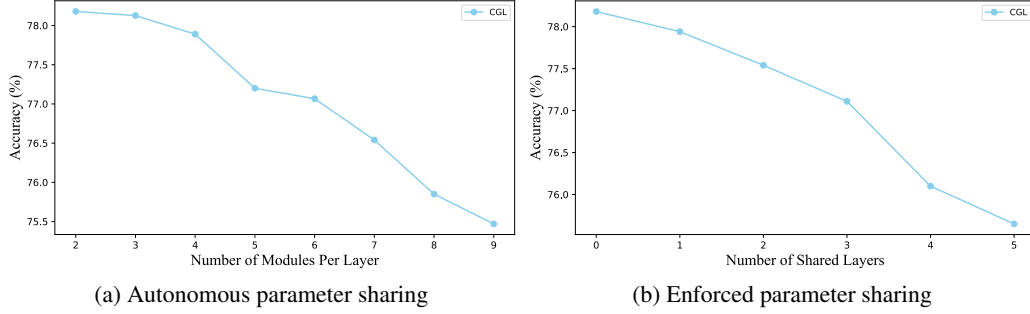 CGL
78.0
77.5
77.0
76.5
76.0
75.5
Accuracy (%)
2 3 4 5 6 7 8 9
Number of Modules Per Layer
(a) Autonomous parameter sharing
CGL
78.0
77.5
77.0
76.5
76.0
Accuracy (%)
0 1 2 3 4 5
Number of Shared Layers
(b) Enforced parameter sharing